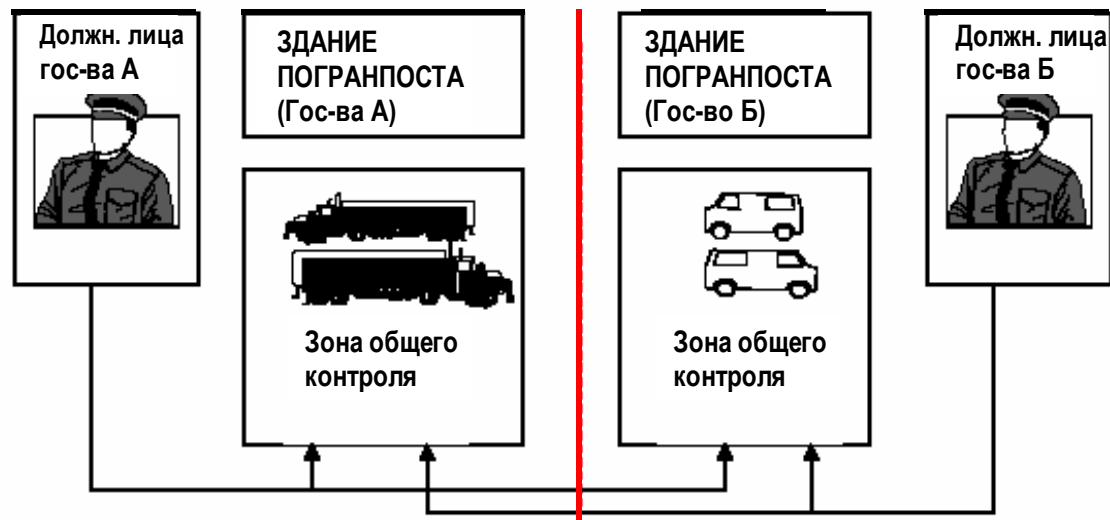 Должн. лица
гос-ва А
ЗДАНИЕ
ПОГРАНПОСТА
(Гос-ва А)
ЗДАНИЕ
ПОГРАНПОСТА
(Гос-во Б)
Должн. лица
гос-ва Б
Зона общего
контроля
Зона общего
контроля